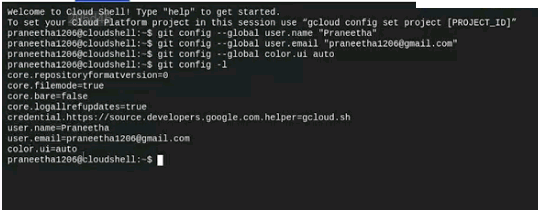 Welcome to Cloud Shell! Type "help" to get started.
To set your Cloud Platform project in this session use “gcloud config set project [PROJECT_ID]”
praneetha1206@cloudshell:~$ git config --global user.name "Praneetha"
praneetha1206@cloudshell:~$ git config --global user.email "praneetha1206@gmail.com"
praneetha1206@cloudshell:~$ git config --global color.ui auto
praneetha1206@cloudshell:~$ git config -l
core.repositoryformatversion=0
core.filemode=true
core.bare=false
core.logallrefupdates=true
credential.https://source.developers.google.com.helper=gcloud.sh
user.name=Praneetha
user.email=praneetha1206@gmail.com
color.ui=auto
praneetha1206@cloudshell:~$